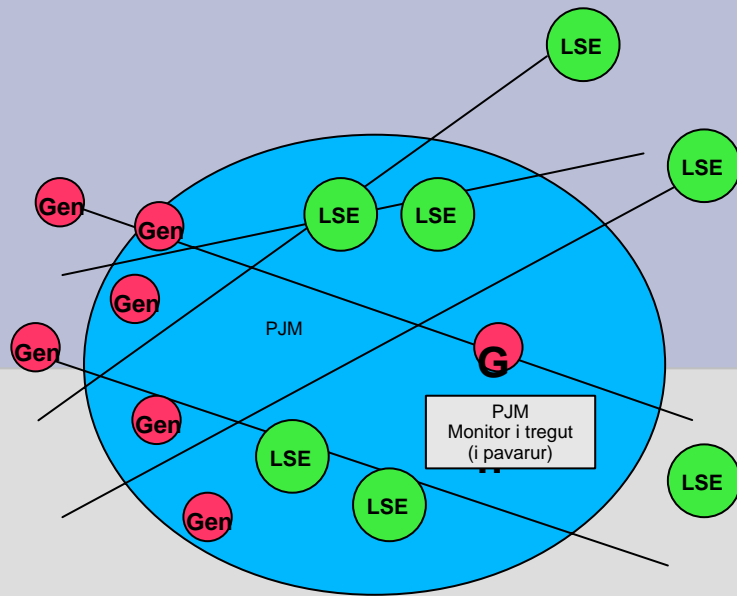 LSE
LSE
Gen
Gen
LSE
LSE
Gen
PJM
Gen
G
PJM
Monitor i tregut
(i pavarur)
Gen
LSE
LSE
LSE
Gen